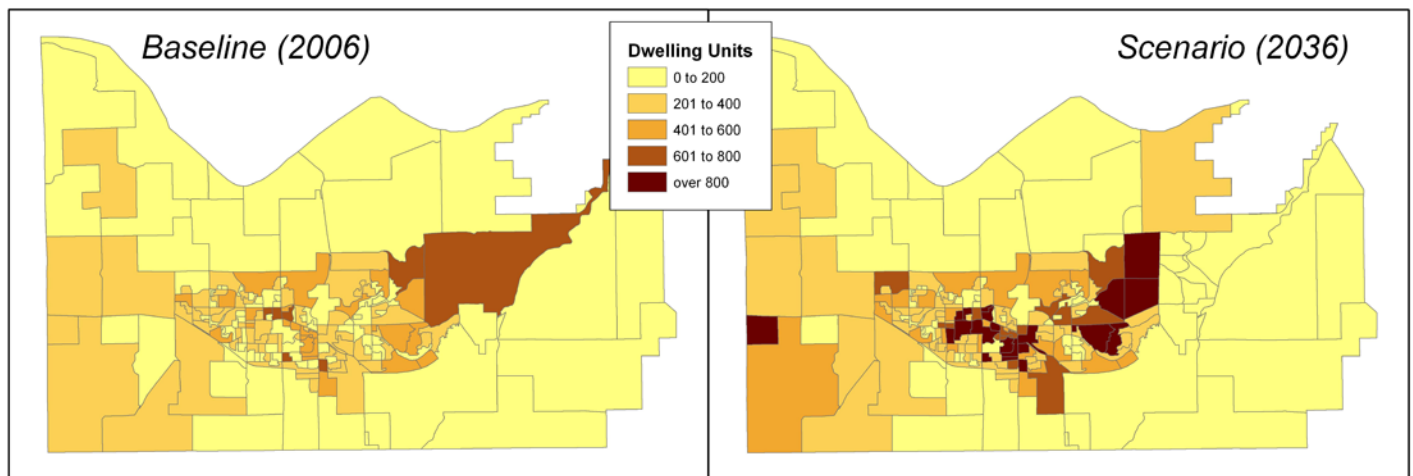 Baseline (2006)
Dwelling Units
0 to 200
201 to 400
401 to 600
601 to 800
over 800
Scenario (2036)